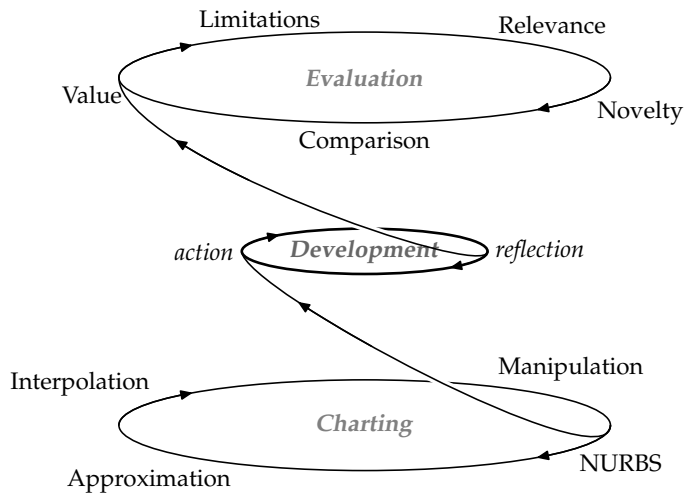 Limitations
Relevance
Evaluation
Value
Novelty
Comparison
action
Development
reflection
Manipulation
Interpolation
Charting
NURBS
Approximation